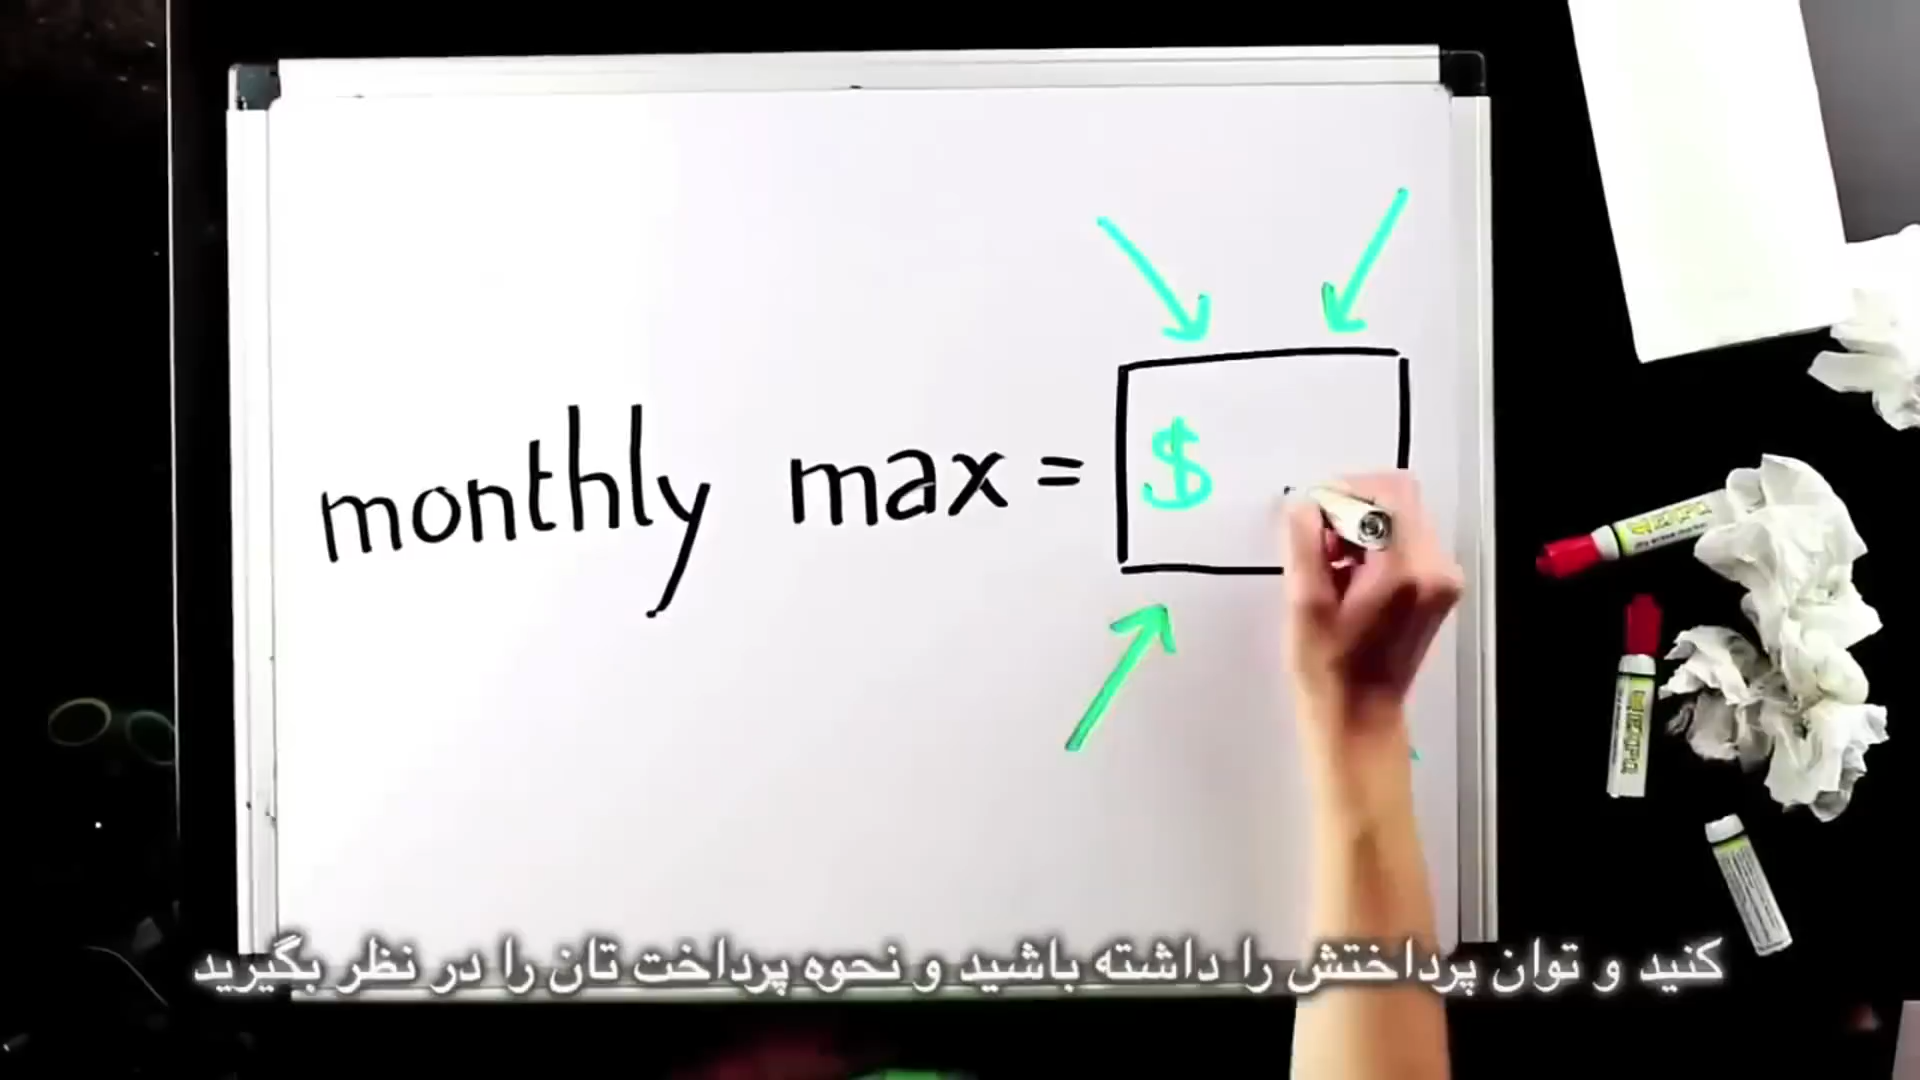 monthly max = $
کنید و توان پرداختش را داشته باشید و نحوه پرداخت تان را در نظر بگیرید